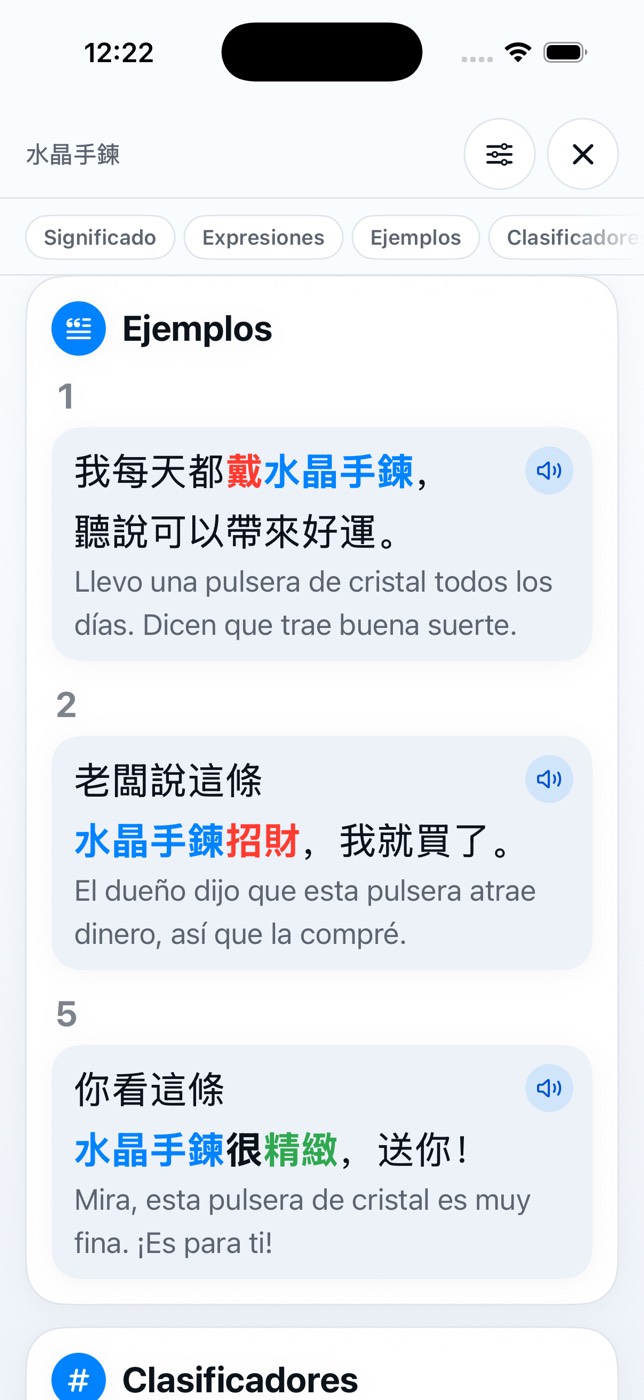 12:22
水晶手鍊
Significado
Expresiones
Ejemplos
Clasificadore
Ejemplos
1
我每天都戴水晶手鍊，
聽說可以帶來好運。
Llevo una pulsera de cristal todos los
días. Dicen que trae buena suerte.
2
老闆說這條
水晶手鍊招財，我就買了。
El dueño dijo que esta pulsera atrae
dinero, así que la compré.
5
你看這條
水晶手鍊很精緻，送你！
Mira, esta pulsera de cristal es muy
fina. ¡Es para ti!
# Clasificadores